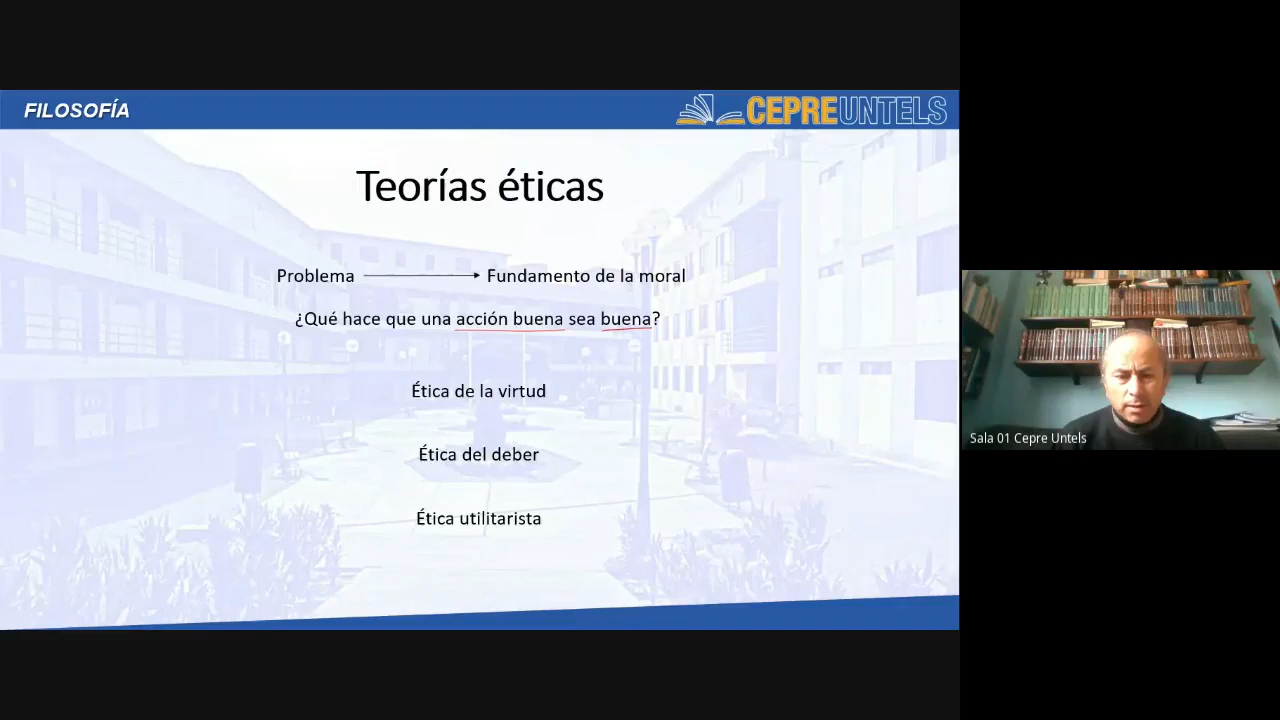 FILOSOFÍA
CEPREUNTELS
Teorías éticas
Problema
Fundamento de la moral
¿Qué hace que una acción buena sea buena?
Ética de la virtud
Ética del deber
Ética utilitarista
Sala 01 Cepre Untels